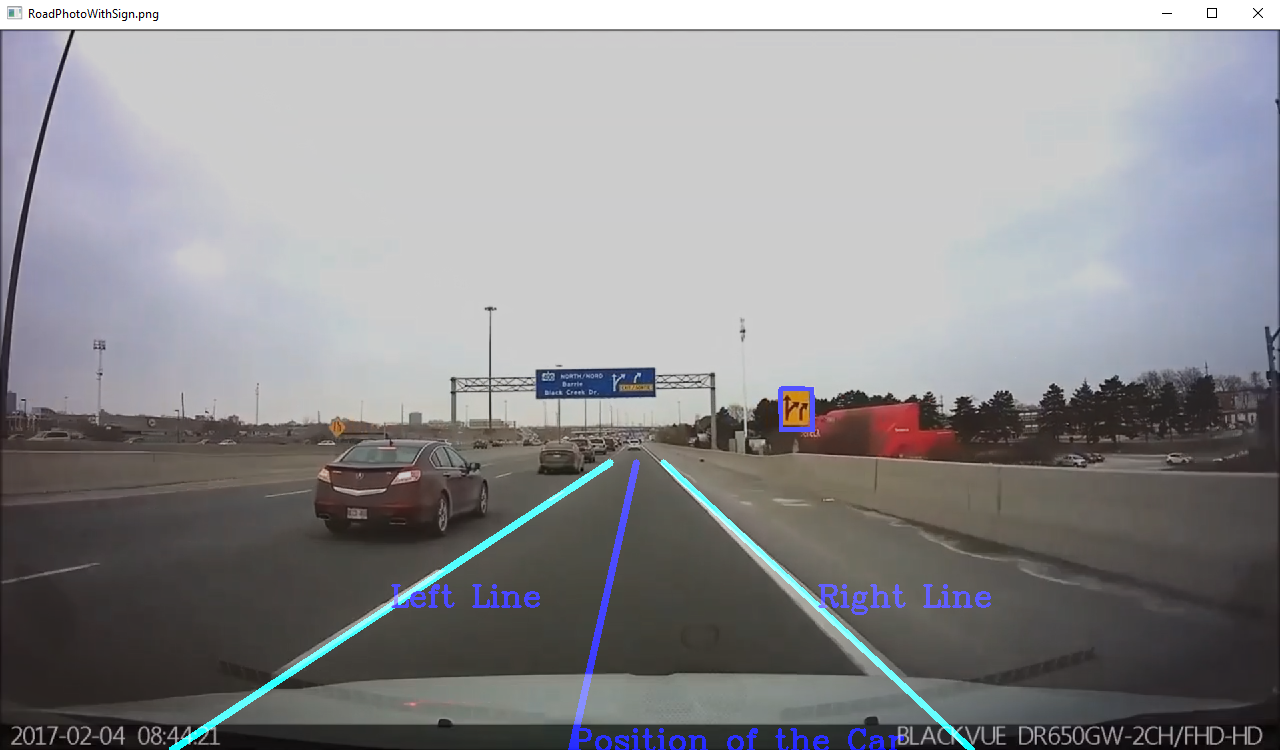 RoadPhotoWithSign.png
NORTH/NORD
Barrie
Black Creek Dr.
Left Line
Right Line
Position of the Car
2017-02-04 08:44:21
BLACKVUE DR650GW-2CH/FHD-HD